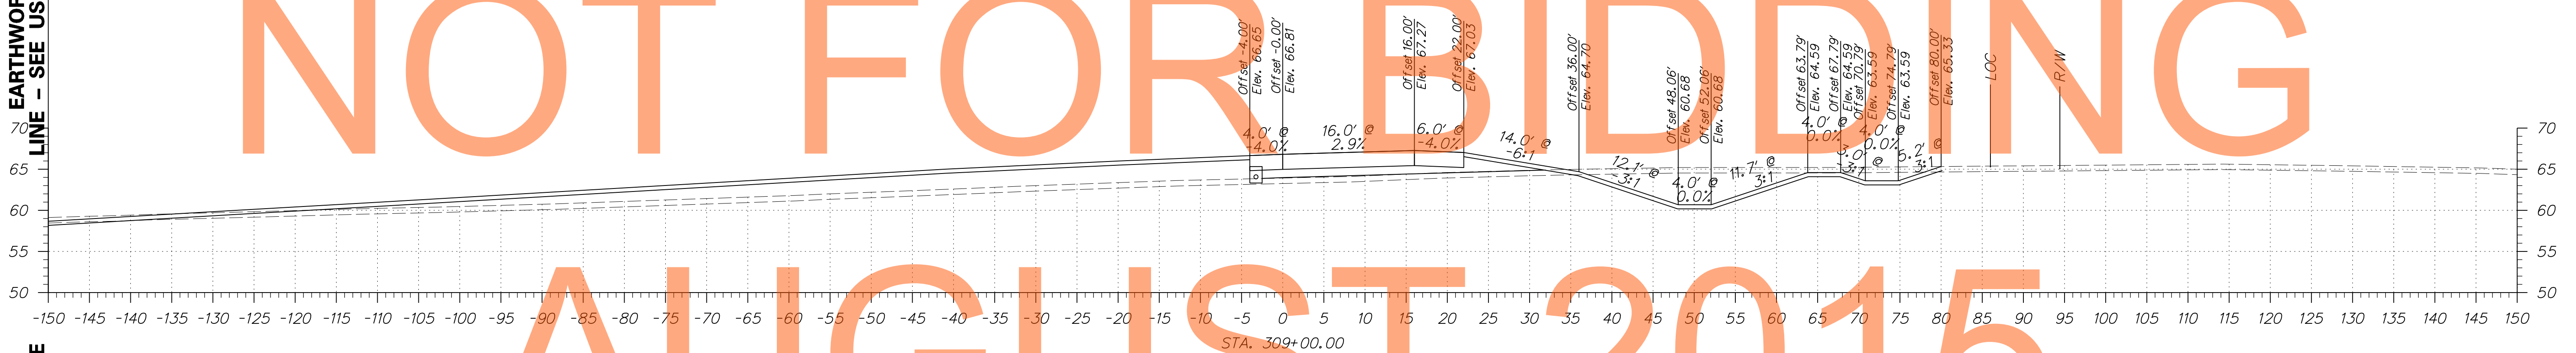 NOT FOR BIDDING
AUGUST 2015
EARTHWOR
LINE - SEE US
E
Offset -4.00'
Elev. 66.65
Offset -0.00'
Elev. 66.81
Offset 16.00'
Elev. 67.27
Offset 22.00'
Elev. 67.03
Offset 36.00'
Elev. 64.70
Offset 48.06'
Elev. 60.68
Offset 52.06'
Elev. 60.68
Offset 63.79'
Elev. 64.59
Offset 67.79'
Elev. 64.59
Offset 70.79'
Elev. 63.59
Offset 74.79'
Elev. 63.59
Offset 80.00'
Elev. 65.33
LOC
R/W
4.0' @
-4.0%
16.0' @
2.9%
6.0' @
-4.0%
14.0' @
-6:1
12.1' @
-3:1
4.0' @
0.0%
11.7' @
3:1
4.0' @
0.0%
3.0' @
-3:1
4.0' @
0.0%
5.2' @
3:1
70 70
65 65
60 60
55 55
50 50
-150 -145 -140 -135 -130 -125 -120 -115 -110 -105 -100 -95 -90 -85 -80 -75 -70 -65 -60 -55 -50 -45 -40 -35 -30 -25 -20 -15 -10 -5 0 5 10 15 20 25 30 35 40 45 50 55 60 65 70 75 80 85 90 95 100 105 110 115 120 125 130 135 140 145 150
STA. 309+00.00